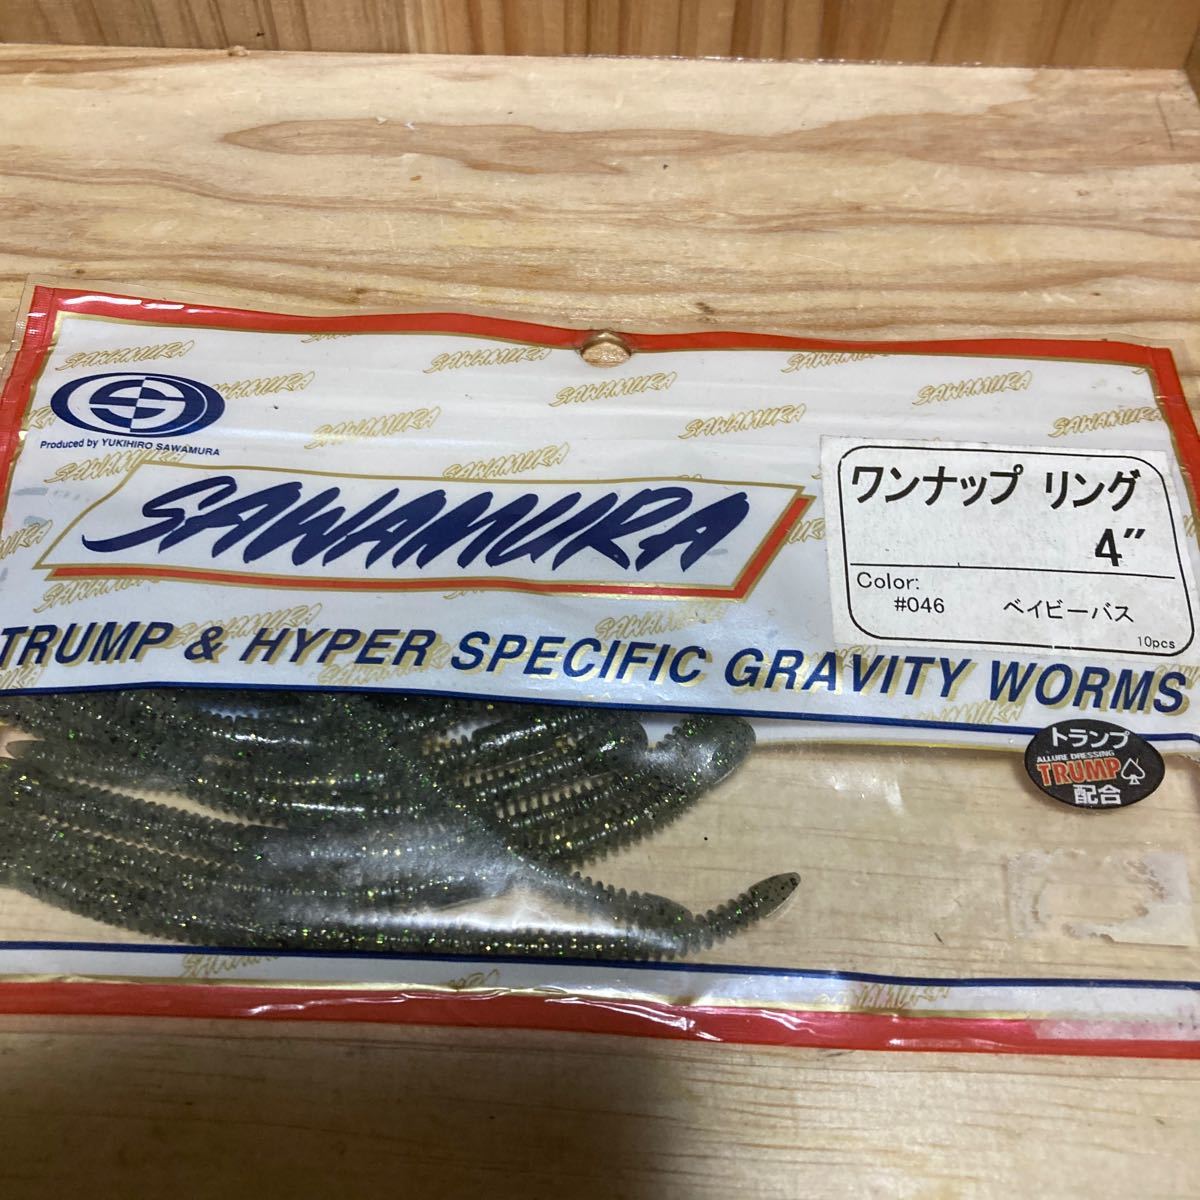 Produced by YUKIHIRO SAWAMURA
SAWAMURA
ワンナップ リング
4″
Color:
#046 ベイビーバス
10pcs
TRUMP & HYPER SPECIFIC GRAVITY WORMS
トランプ
ALLURE DRESSING
TRUMP
配合